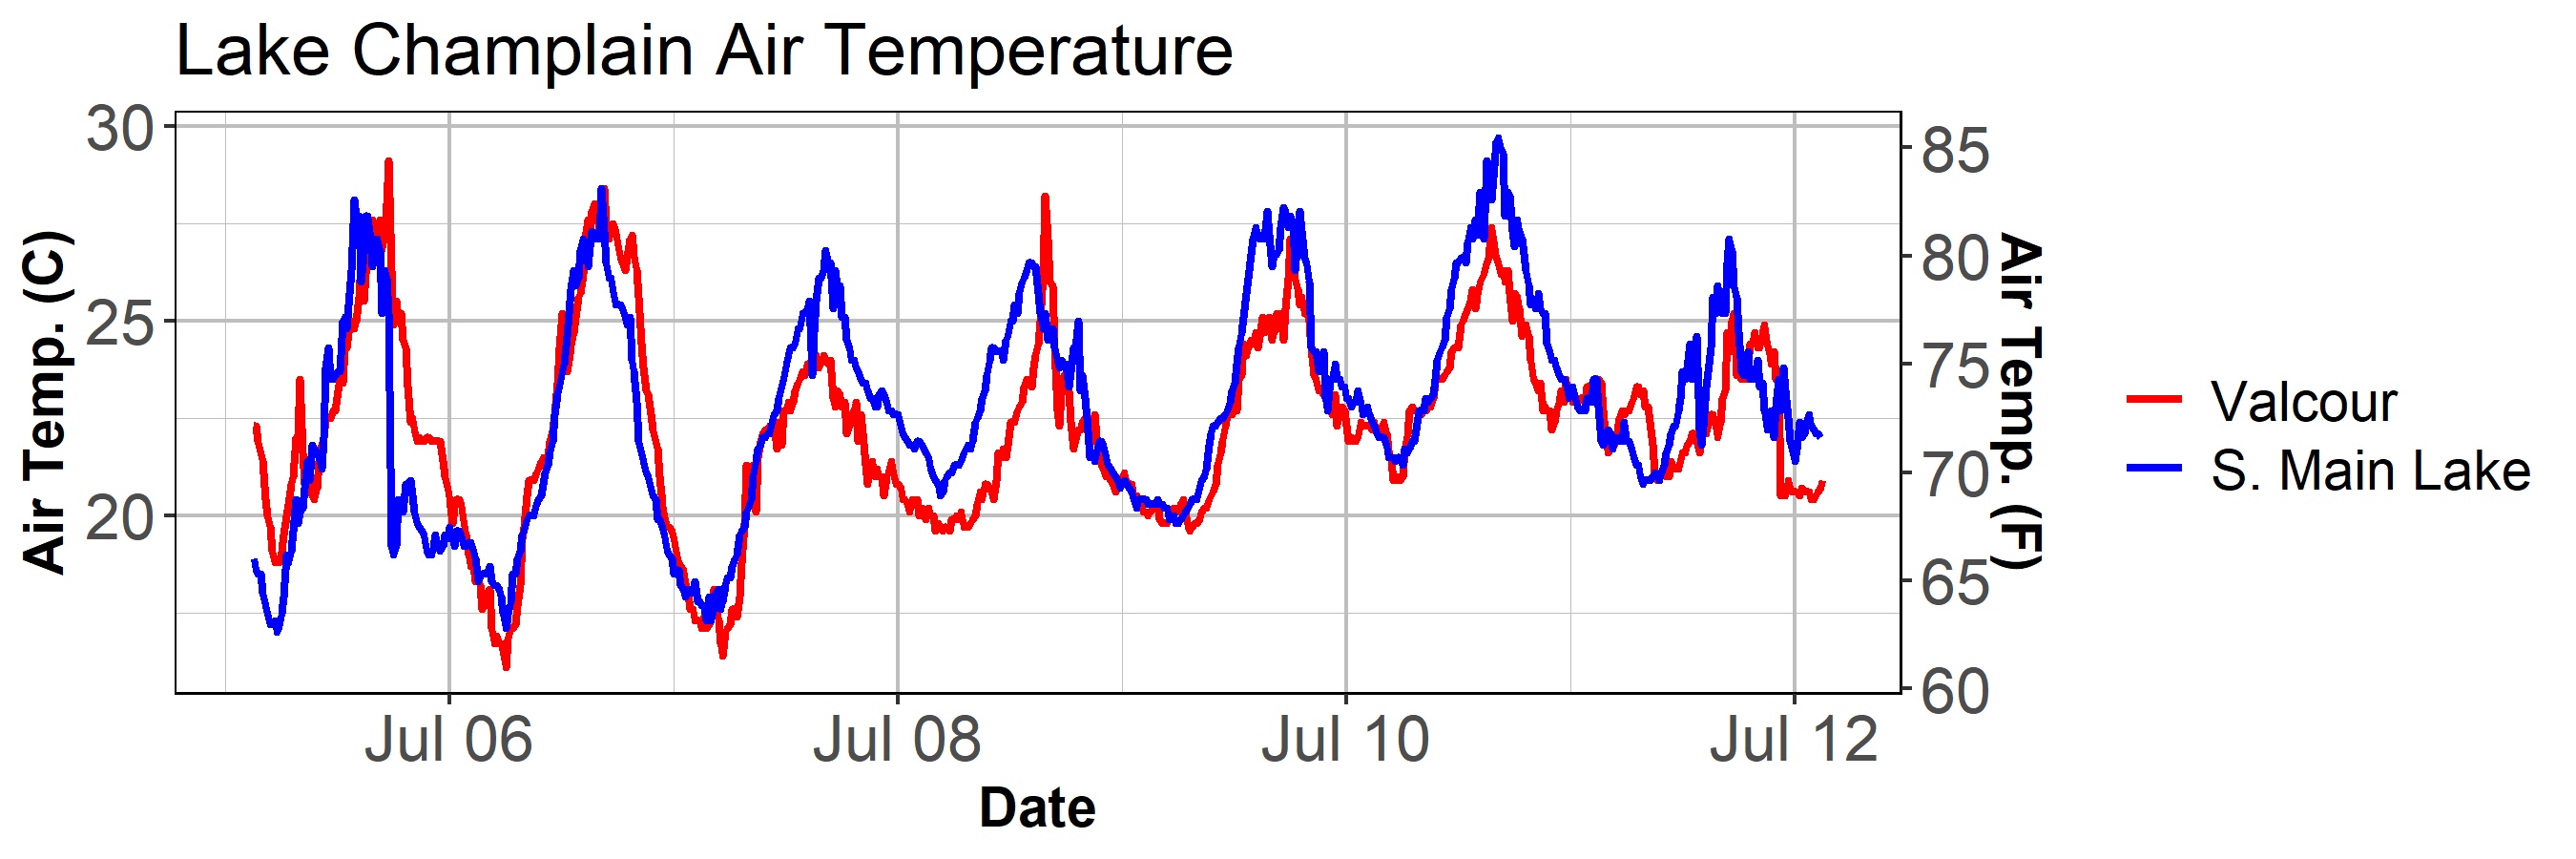 Lake Champlain Air Temperature
30
25
20
Air Temp. (C)
85
80
75
70
65
60
Air Temp. (F)
Jul 06 Jul 08 Jul 10 Jul 12
Date
Valcour
S. Main Lake